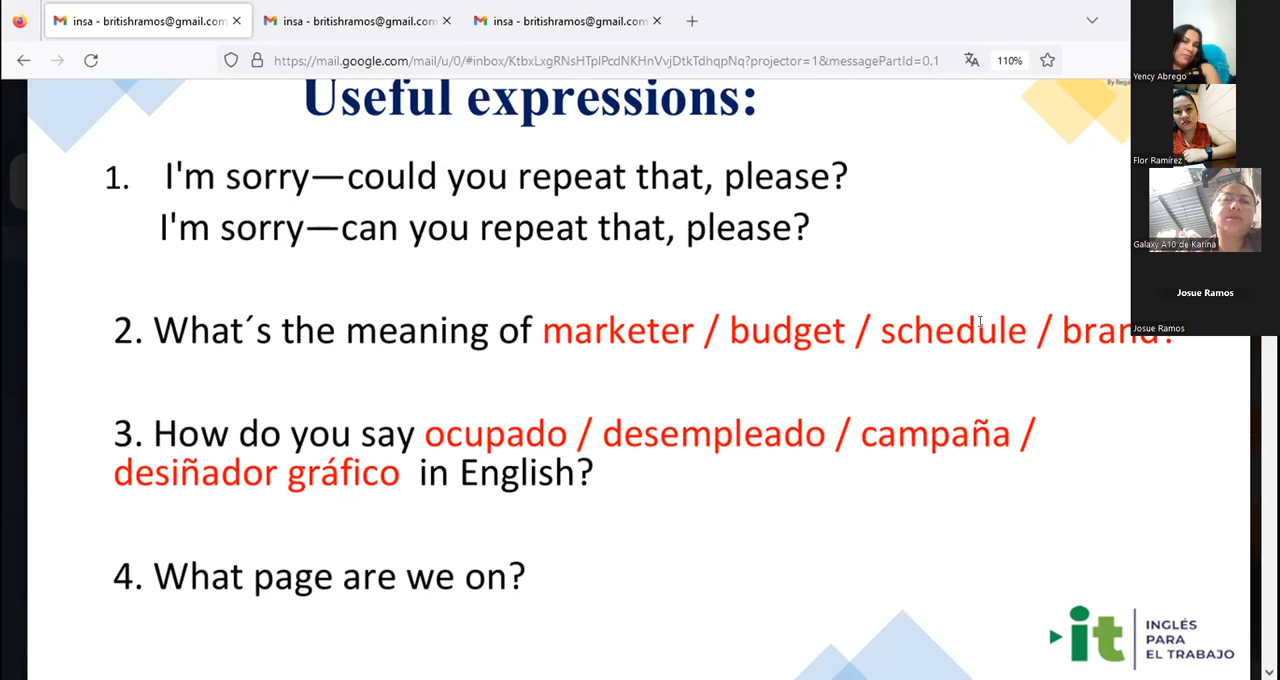 insa - britishramos@gmail.com
insa - britishramos@gmail.com
insa - britishramos@gmail.com
https://mail.google.com/mail/u/0/#inbox/KtbxLxgRNsHTpIPcdNKHnVvjDtkTdhqpNq?projector=1&messagePartId=0.1
110%
Useful expressions:
1. I'm sorry—could you repeat that, please?
I'm sorry—can you repeat that, please?
2. What´s the meaning of marketer / budget / schedule / brand?
3. How do you say ocupado / desempleado / campaña /
desiñador gráfico in English?
4. What page are we on?
it INGLÉS
PARA
EL TRABAJO
Yency Abrego
Flor Ramírez
Galaxy A10 de Karina
Josue Ramos
Josue Ramos